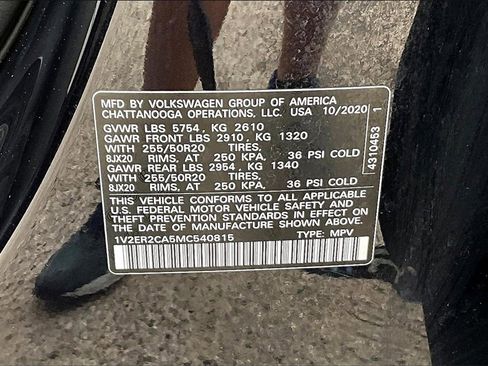 MFD BY VOLKSWAGEN GROUP OF AMERICA
CHATTANOOGA OPERATIONS, LLC. USA 10/2020
GVWR LBS 5754, KG 2610
GAWR FRONT LBS 2910, KG 1320
WITH 255/50R20 TIRES,
8JX20 RIMS, AT 250 KPA. 36 PSI COLD
GAWR REAR LBS 2954, KG 1340
WITH 255/50R20 TIRES,
8JX20 RIMS, AT 250 KPA, 36 PSI COLD
THIS VEHICLE CONFORMS TO ALL APPLICABLE
U.S. FEDERAL MOTOR VEHICLE SAFETY AND
THEFT PREVENTION STANDARDS IN EFFECT ON
THE DATE OF MANUFACTURE SHOWN ABOVE.
1V2ER2CA5MC540815 TYPE: MPV
4310453 1